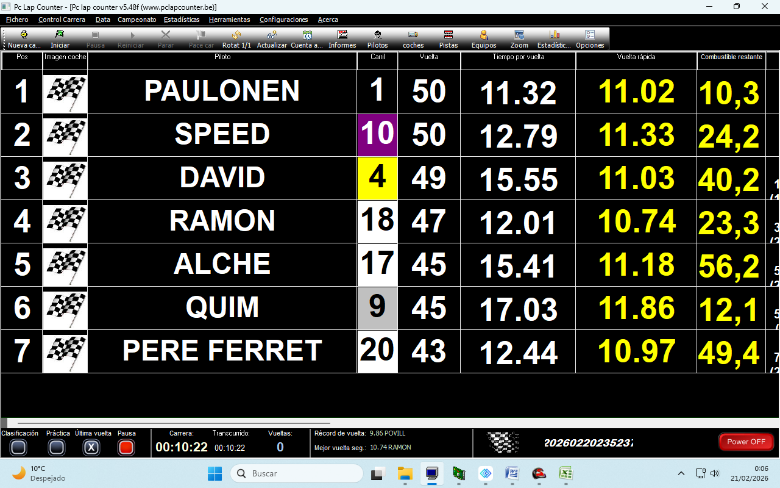 Pc Lap Counter - [Pc lap counter v5.48f (www.pclapcounter.be)]
Fichero Control Carrera Data Campeonato Estadísticas Herramientas Configuraciones Acerca
Nueva ca... Iniciar Pausa Reiniciar Parar Pace car Rotat 1/1 Actualizar Cuenta a... Informes Pilotos coches Pistas Equipos Zoom Estadístic... Opciones
Pos Imagen coche Piloto Carril Vuelta Tiempo por vuelta Vuelta rápida Combustible restante
1 PAULONEN 1 50 11.32 11.02 10,3
2 SPEED 10 50 12.79 11.33 24,2
3 DAVID 4 49 15.55 11.03 40,2
4 RAMON 18 47 12.01 10.74 23,3
5 ALCHE 17 45 15.41 11.18 56,2
6 QUIM 9 45 17.03 11.86 12,1
7 PERE FERRET 20 43 12.44 10.97 49,4
Clasificación Práctica Última vuelta Pausa Carrera: Transcurrido: Vueltas: Récord de vuelta: 9.86 POVILL
X 00:10:22 00:10:22 0 Mejor vuelta seg.: 10.74 RAMON
20260220235237
Power OFF
10°C
Despejado
Buscar
0:06
21/02/2026